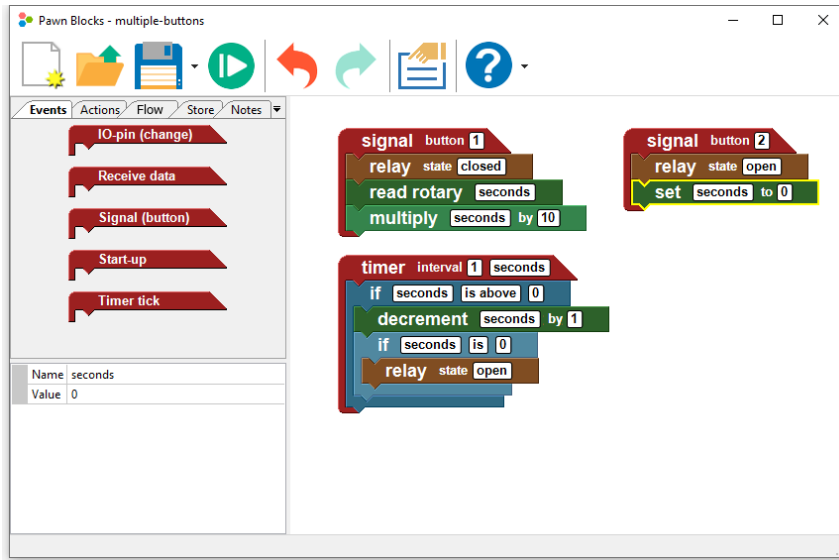 Pawn Blocks - multiple-buttons
Events Actions Flow Store Notes
IO-pin (change)
Receive data
Signal (button)
Start-up
Timer tick
Name seconds
Value 0
signal button 1
relay state closed
read rotary seconds
multiply seconds by 10
timer interval 1 seconds
if seconds is above 0
decrement seconds by 1
if seconds is 0
relay state open
signal button 2
relay state open
set seconds to 0